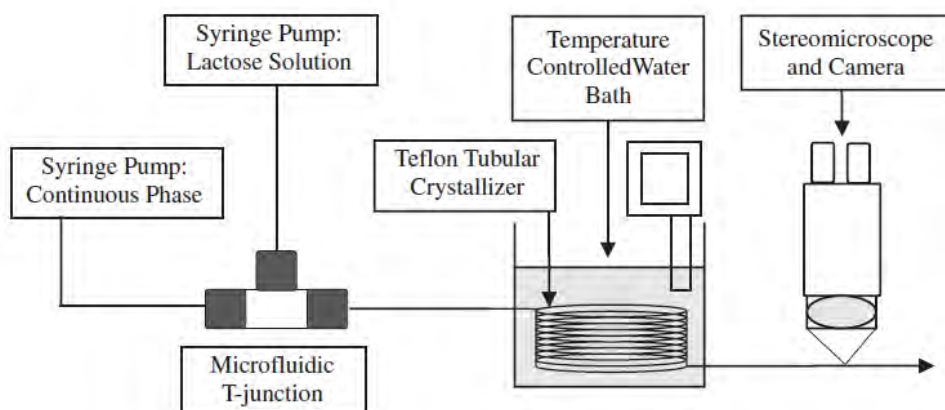 Syringe Pump:
Lactose Solution
Temperature
ControlledWater
Bath
Stereomicroscope
and Camera
Syringe Pump:
Continuous Phase
Teflon Tubular
Crystallizer
Microfluidic
T-junction